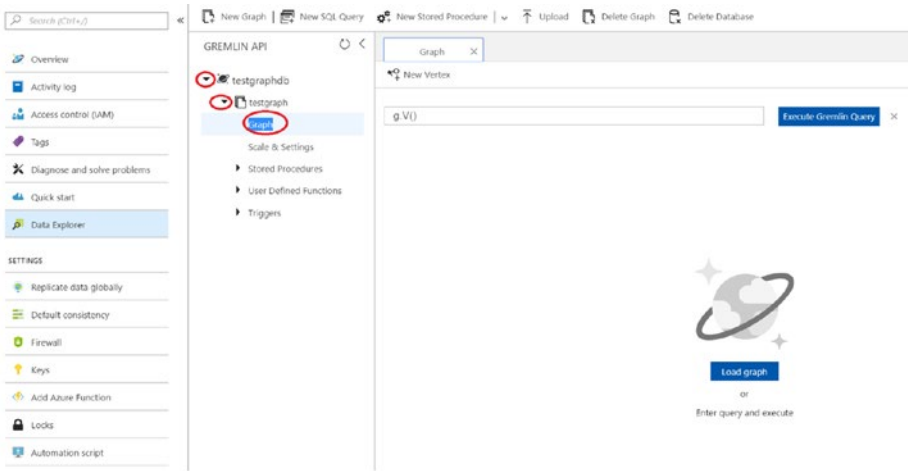 Search (Ctrl+/)
«
Overview
Activity log
Access control (IAM)
Tags
Diagnose and solve problems
Quick start
Data Explorer
SETTINGS
Replicate data globally
Default consistency
Firewall
Keys
Add Azure Function
Locks
Automation script
New Graph
New SQL Query
New Stored Procedure
Upload
Delete Graph
Delete Database
GREMLIN API
testgraphdb
testgraph
Graph
Scale & Settings
Stored Procedures
User Defined Functions
Triggers
Graph
New Vertex
g.V()
Execute Gremlin Query
Load graph
or
Enter query and execute